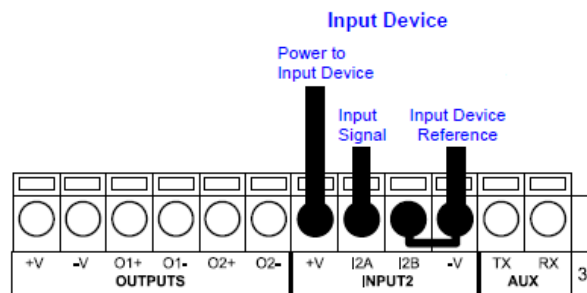 Input Device
Power to
Input Device
Input
Signal
Input Device
Reference
+V -V O1+ O1- O2+ O2- +V I2A I2B -V TX RX 3
OUTPUTS INPUT2 AUX